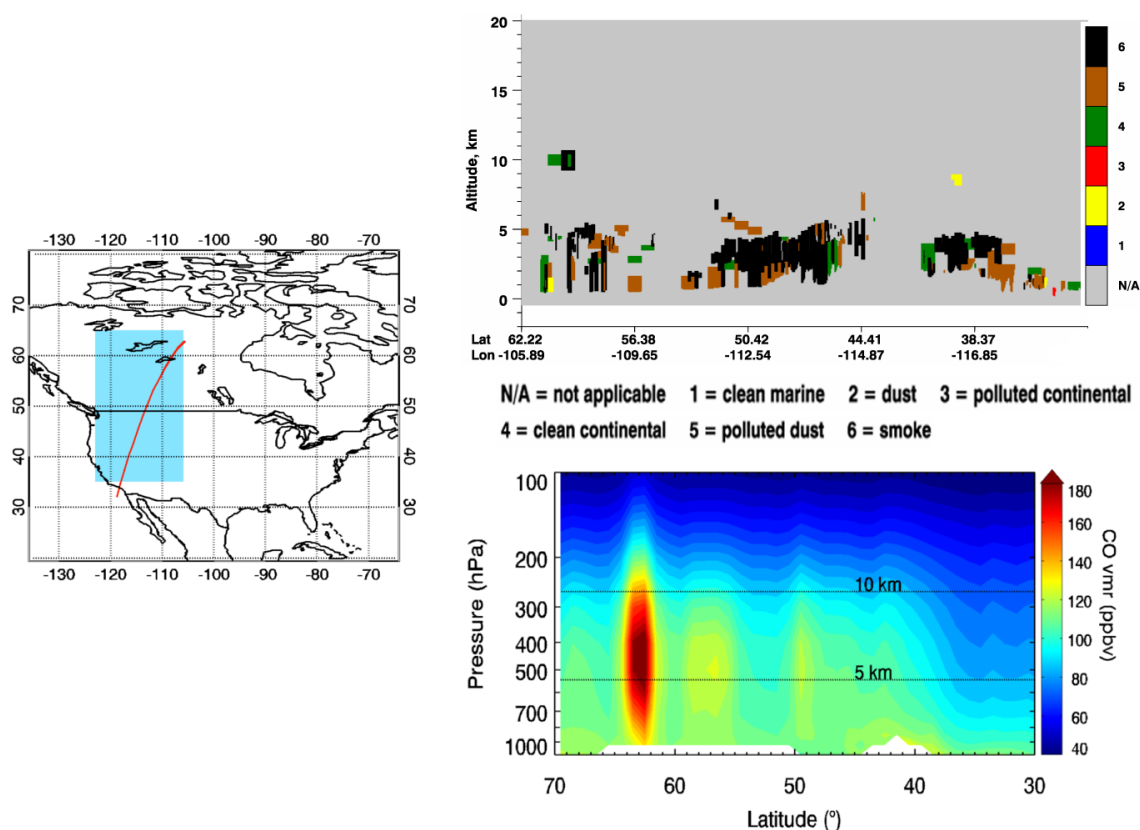 -130 -120 -110 -100 -90 -80 -70
70 70
60 60
50 50
40 40
30 30
-130 -120 -110 -100 -90 -80 -70
Altitude, km
20
15
10
5
0
Lat 62.22 56.38 50.42 44.41 38.37
Lon -105.89 -109.65 -112.54 -114.87 -116.85
6
5
4
3
2
1
N/A
N/A = not applicable 1 = clean marine 2 = dust 3 = polluted continental
4 = clean continental 5 = polluted dust 6 = smoke
Pressure (hPa)
100
200
300
400
500
700
1000
10 km
5 km
70 60 50 40 30
Latitude (°)
180
160
140
120
100
80
60
40
CO vmr (ppbv)